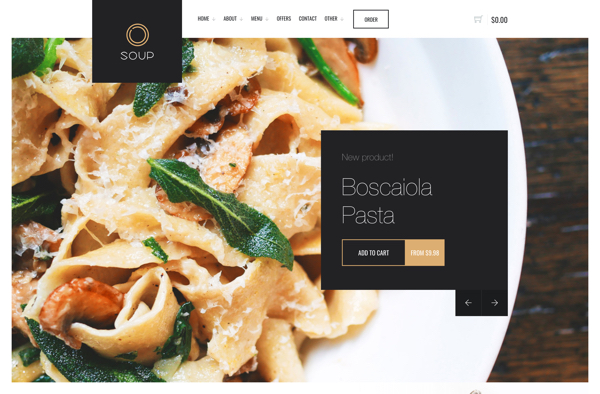 HOME ABOUT MENU OFFERS CONTACT OTHER ORDER $0.00
SOUP
New product!
Boscaiola
Pasta
ADD TO CART FROM $9.90